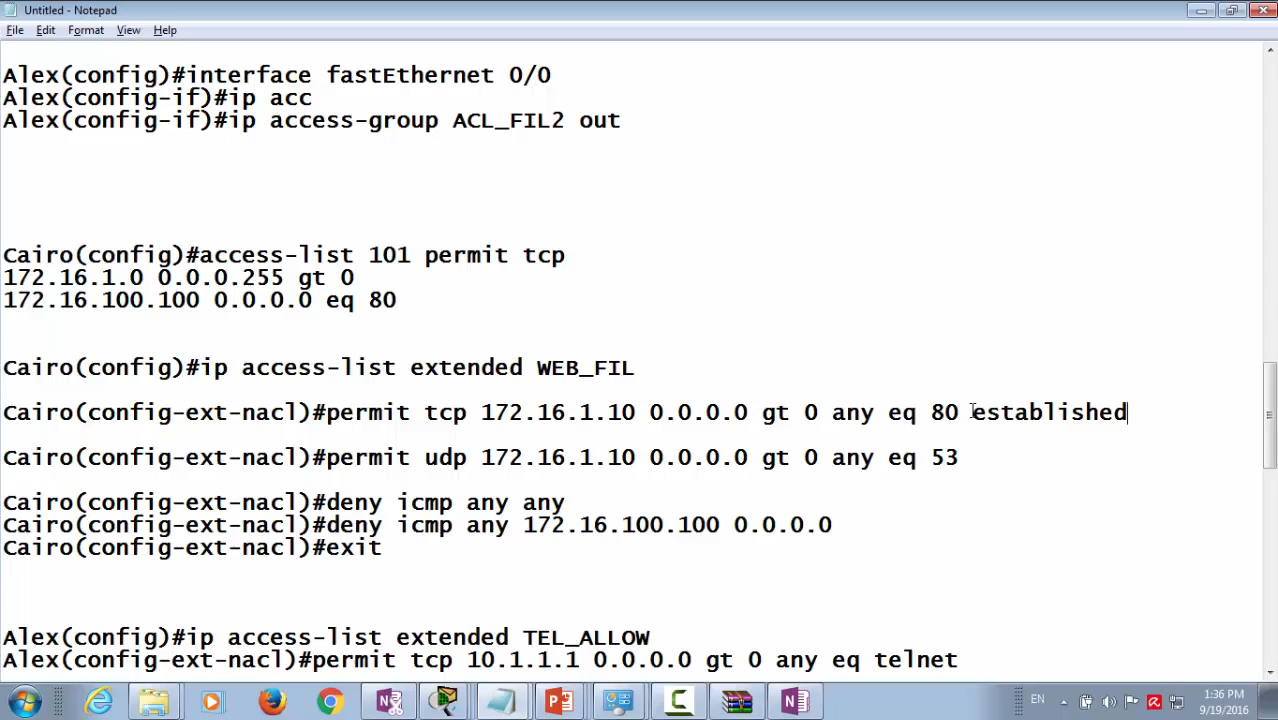 Untitled - Notepad
File Edit Format View Help
Alex(config)#interface fastEthernet 0/0
Alex(config-if)#ip acc
Alex(config-if)#ip access-group ACL_FIL2 out
Cairo(config)#access-list 101 permit tcp
172.16.1.0 0.0.0.255 gt 0
172.16.100.100 0.0.0.0 eq 80
Cairo(config)#ip access-list extended WEB_FIL
Cairo(config-ext-nacl)#permit tcp 172.16.1.10 0.0.0.0 gt 0 any eq 80 established
Cairo(config-ext-nacl)#permit udp 172.16.1.10 0.0.0.0 gt 0 any eq 53
Cairo(config-ext-nacl)#deny icmp any any
Cairo(config-ext-nacl)#deny icmp any 172.16.100.100 0.0.0.0
Cairo(config-ext-nacl)#exit
Alex(config)#ip access-list extended TEL_ALLOW
Alex(config-ext-nacl)#permit tcp 10.1.1.1 0.0.0.0 gt 0 any eq telnet
EN
1:36 PM
9/19/2016